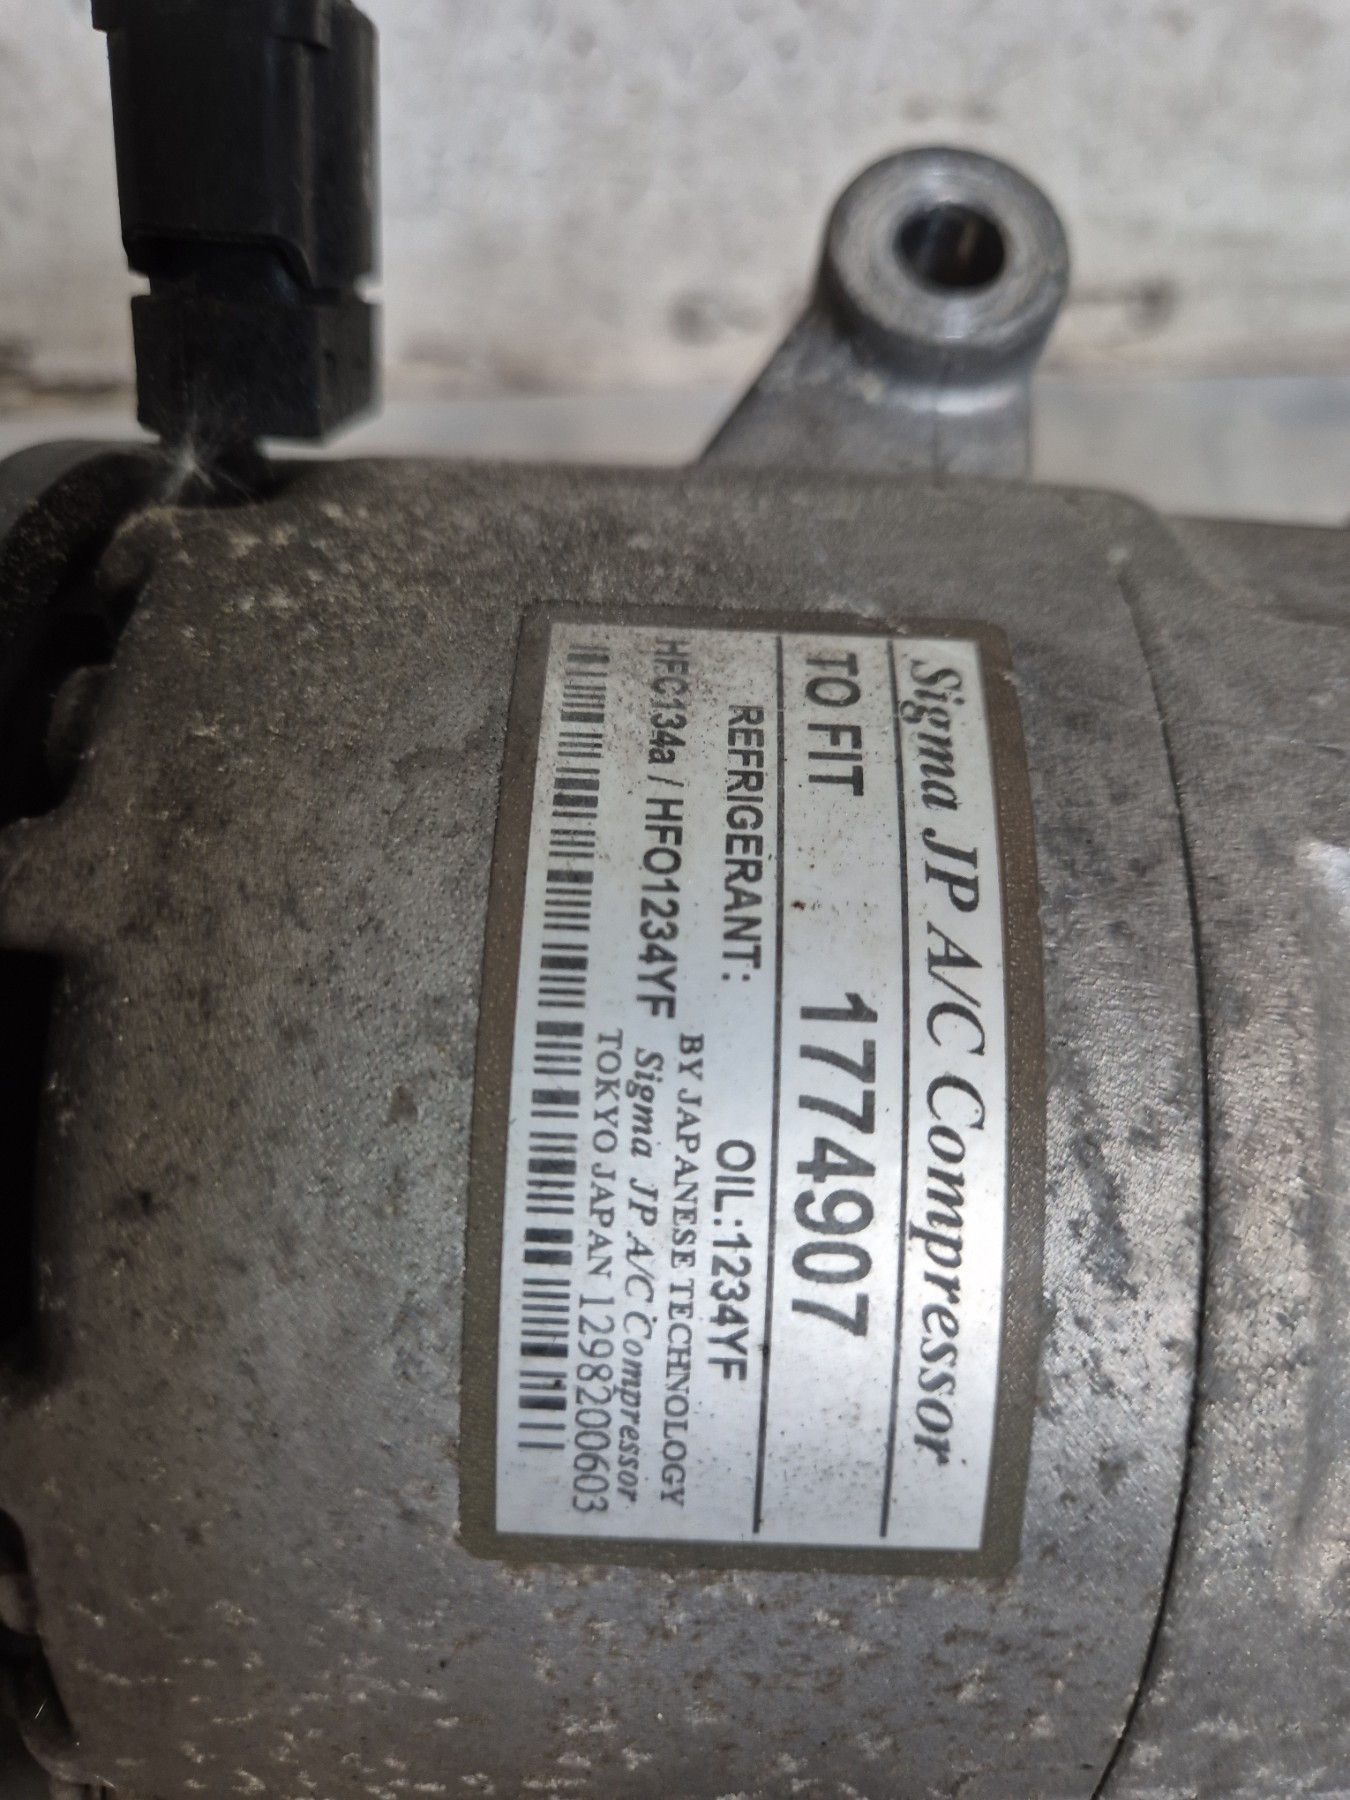 Sigma JP A/C Compressor
TO FIT 1774907
REFRIGERANT: OIL:1234YF
HFC134a / HFO1234YF
BY JAPANESE TECHNOLOGY
Sigma JP A/C Compressor
TOKYO JAPAN 1298200603